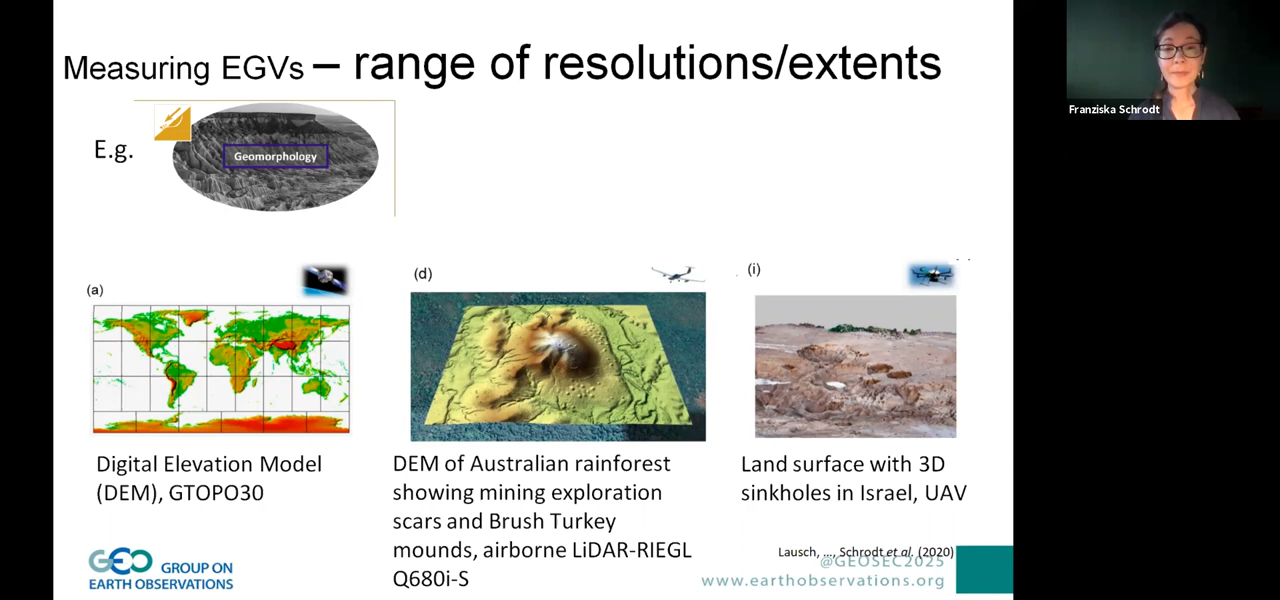 Measuring EGVs – range of resolutions/extents
Franziska Schrodt
E.g.
Geomorphology
(a)
(d)
(i)
Digital Elevation Model
(DEM), GTOPO30
DEM of Australian rainforest
showing mining exploration
scars and Brush Turkey
mounds, airborne LiDAR-RIEGL
Q680i-S
Land surface with 3D
sinkholes in Israel, UAV
Lausch, ..., Schrodt et al. (2020)
GEO GROUP ON
EARTH OBSERVATIONS
@GEOSEC2025
www.earthobservations.org